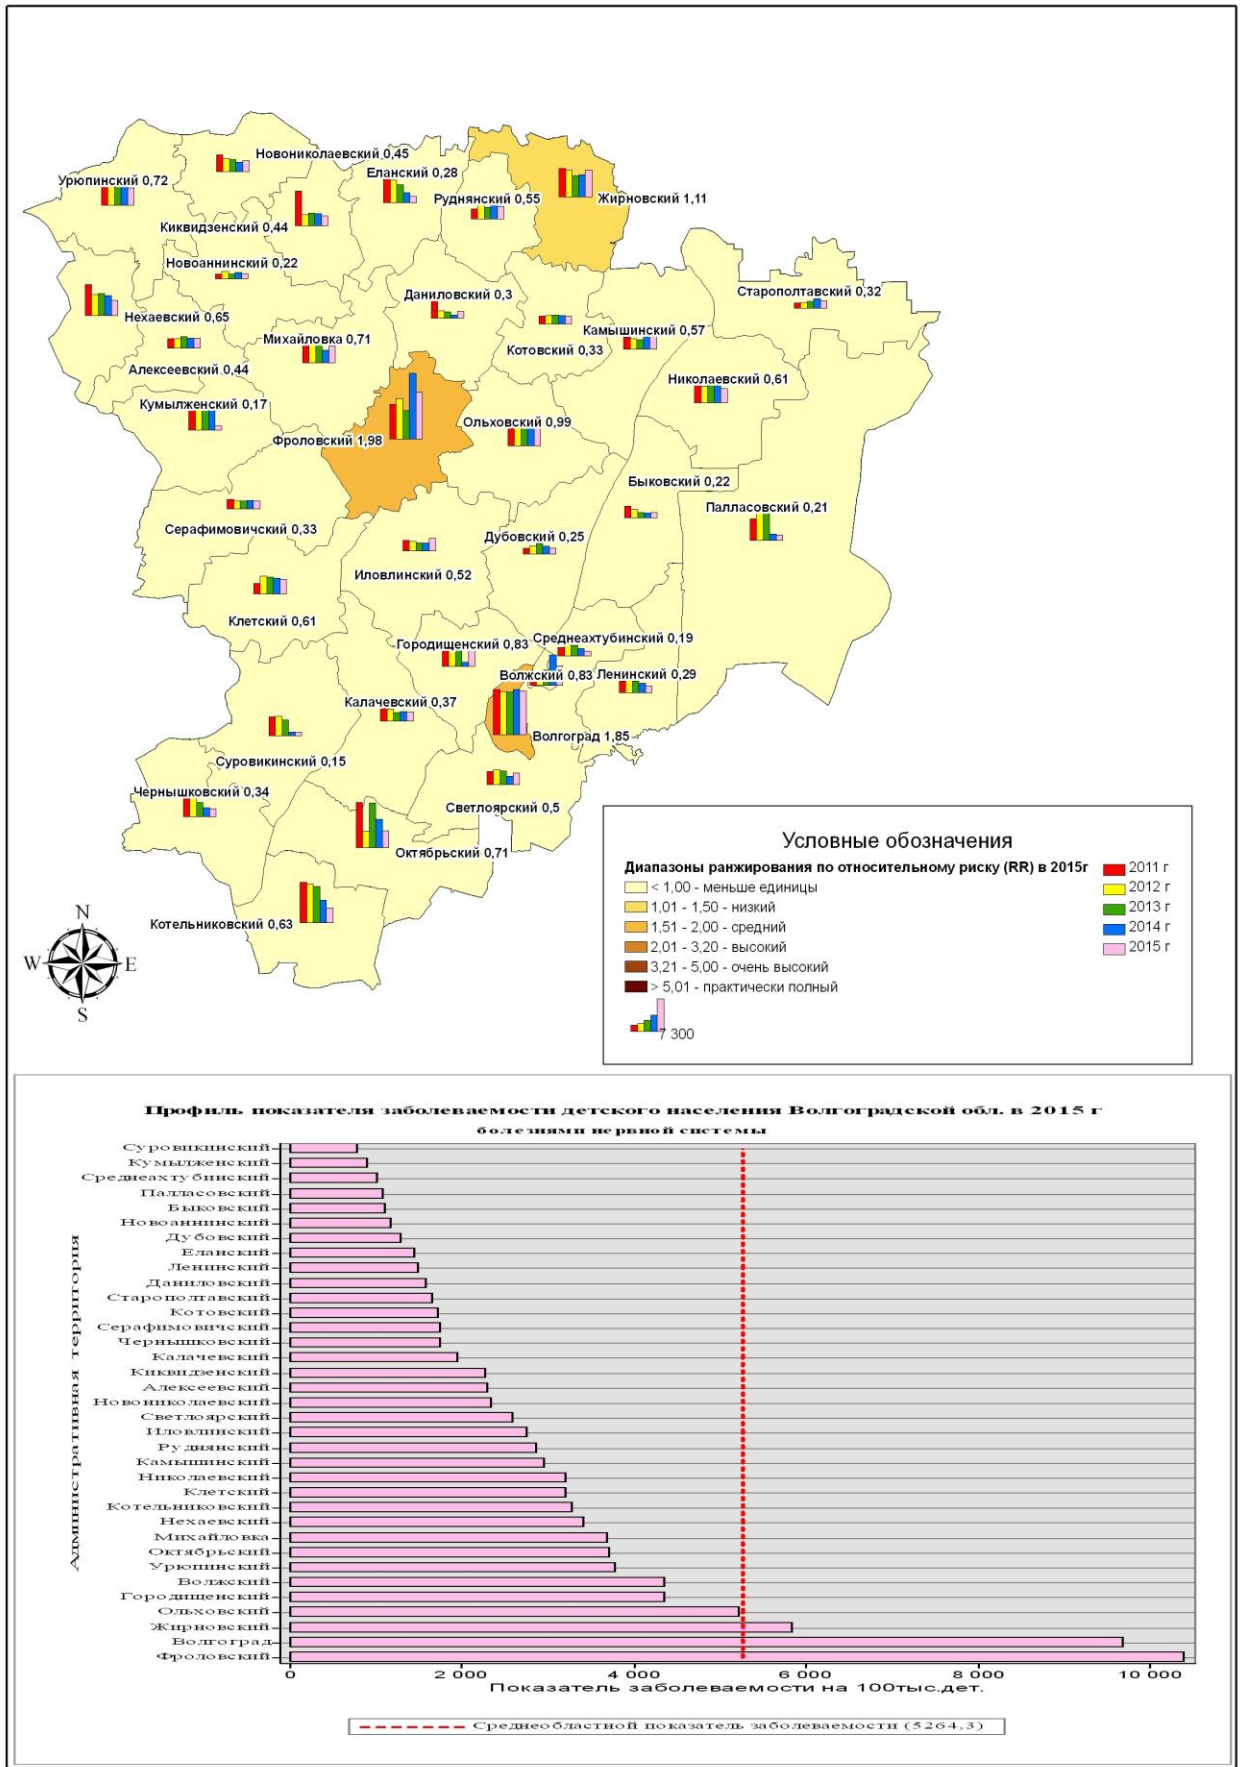 Новониколаевский 0,45
Урюпинский 0,72
Еланский 0,28
Руднянский 0,55
Жирновский 1,11
Киквидзенский 0,44
Новоаннинский 0,22
Старополтавский 0,32
Даниловский 0,3
Нехаевский 0,65
Михайловка 0,71
Камышинский 0,57
Котовский 0,33
Алексеевский 0,44
Николаевский 0,61
Кумылженский 0,17
Ольховский 0,99
Фроловский 1,98
Быковский 0,22
Палласовский 0,21
Серафимовичский 0,33
Дубовский 0,25
Иловлинский 0,52
Клетский 0,61
Среднеахтубинский 0,19
Городищенский 0,83
Волжский 0,83
Ленинский 0,29
Калачевский 0,37
Волгоград 1,85
Суровикинский 0,15
Чернышковский 0,34
Светлоярский 0,5
Октябрьский 0,71
Котельниковский 0,63
N
W E
S
Условные обозначения
Диапазоны ранжирования по относительному риску (RR) в 2015г
< 1,00 - меньше единицы
1,01 - 1,50 - низкий
1,51 - 2,00 - средний
2,01 - 3,20 - высокий
3,21 - 5,00 - очень высокий
> 5,01 - практически полный
7 300
2011 г
2012 г
2013 г
2014 г
2015 г
Профиль показателя заболеваемости детского населения Волгоградской обл. в 2015 г
болезнями нервной системы
Административная территория
Суровикинский
Кумылженский
Среднеахтубинский
Палласовский
Быковский
Новоаннинский
Дубовский
Еланский
Ленинский
Даниловский
Старополтавский
Котовский
Серафимовичский
Чернышковский
Калачевский
Киквидзенский
Алексеевский
Новониколаевский
Светлоярский
Иловлинский
Руднянский
Камышинский
Николаевский
Клетский
Котельниковский
Нехаевский
Михайловка
Октябрьский
Урюпинский
Волжский
Городищенский
Ольховский
Жирновский
Волгоград
Фроловский
0 2 000 4 000 6 000 8 000 10 000
Показатель заболеваемости на 100тыс.дет.
Среднеобластной показатель заболеваемости (5264,3)